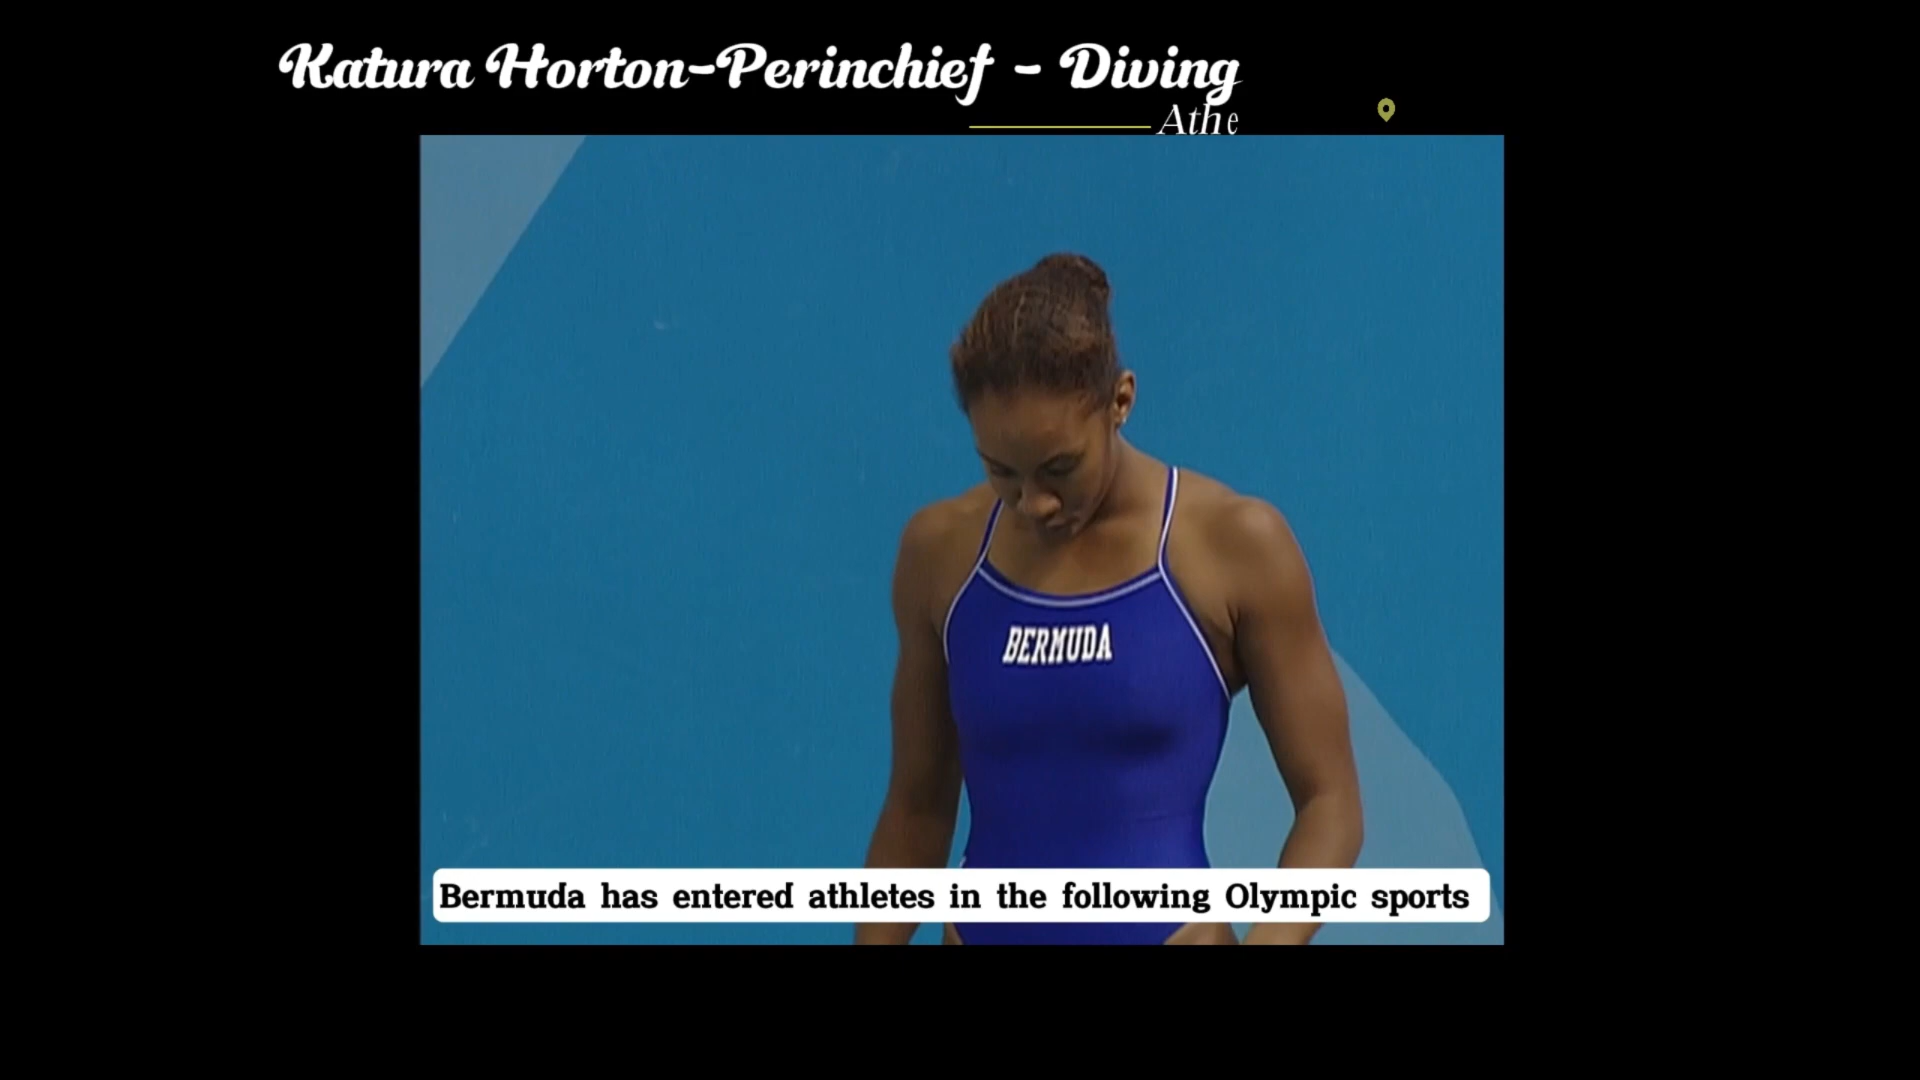 Katura Horton-Perinchief - Diving
Athe
BERMUDA
Bermuda has entered athletes in the following Olympic sports